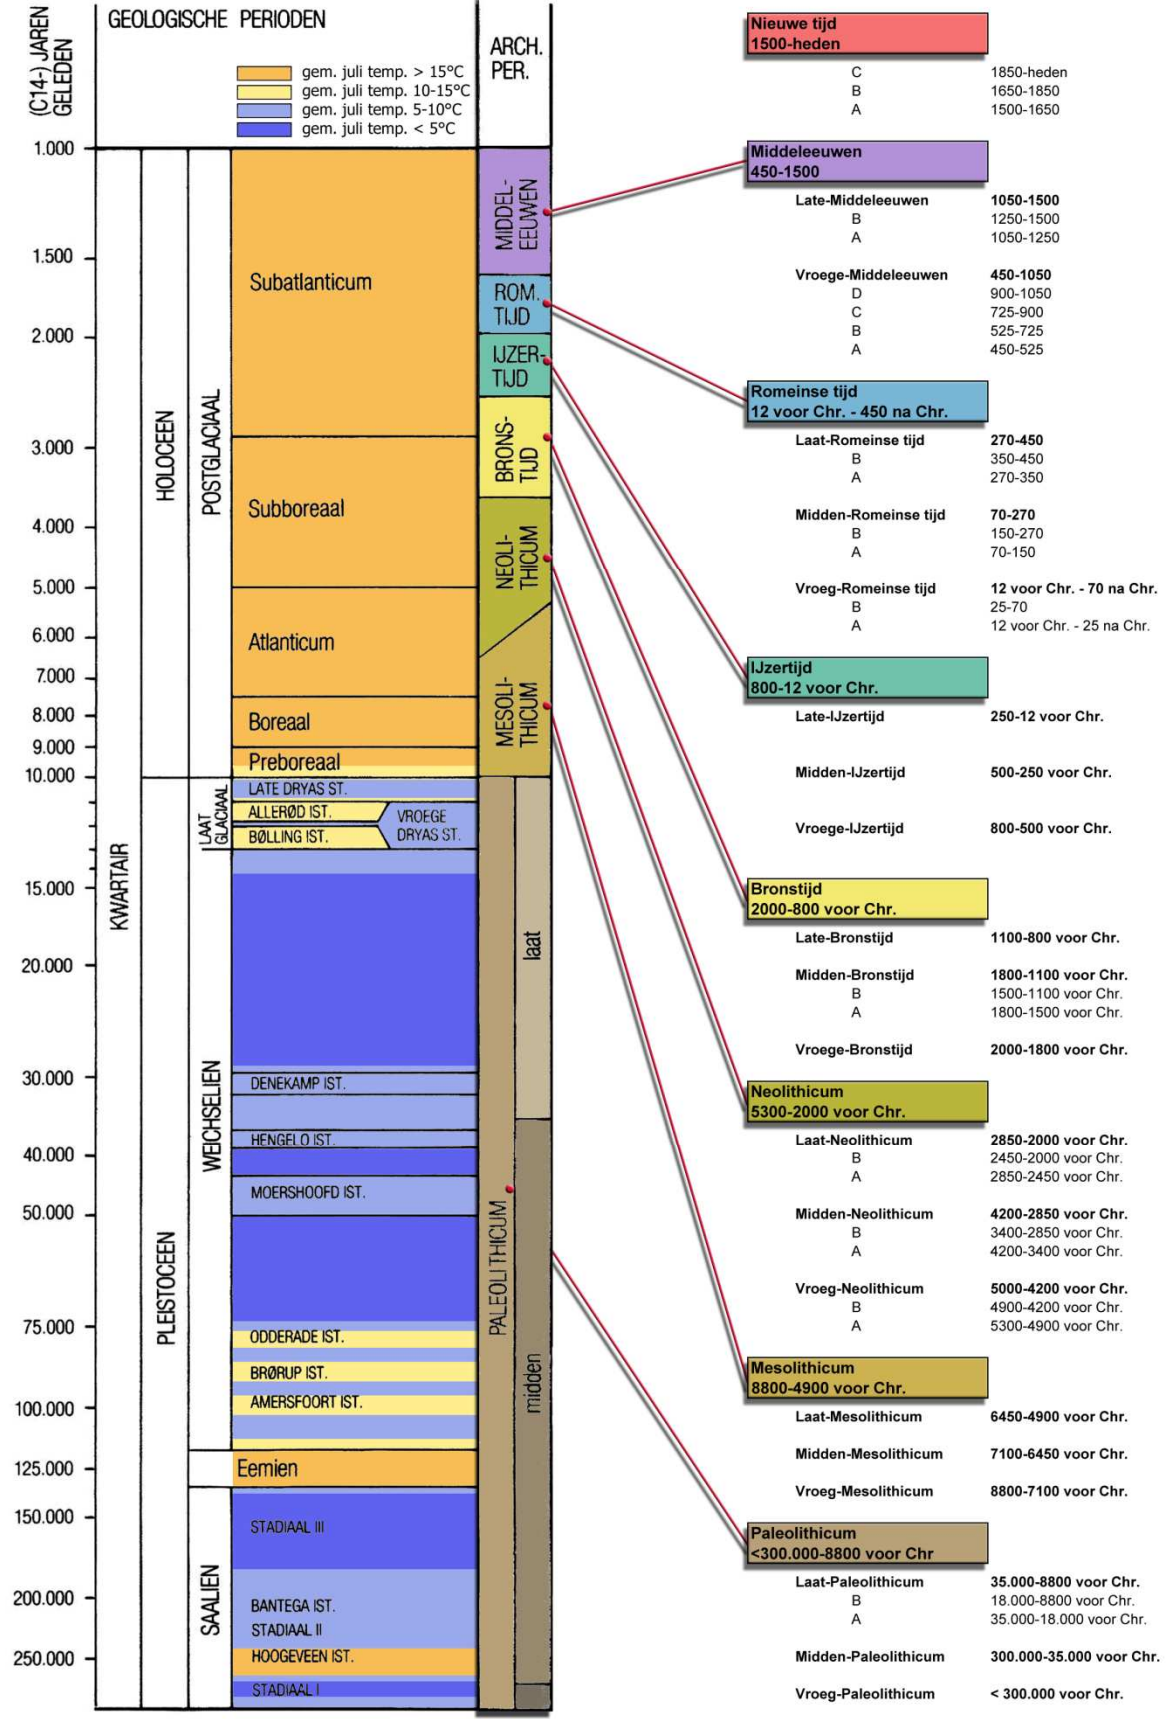 (C14-) JAREN
GELEDEN
GEOLOGISCHE PERIODEN
ARCH.
PER.
gem. juli temp. > 15°C
gem. juli temp. 10-15°C
gem. juli temp. 5-10°C
gem. juli temp. < 5°C
1.000
1.500
2.000
3.000
4.000
5.000
6.000
7.000
8.000
9.000
10.000
15.000
20.000
30.000
40.000
50.000
75.000
100.000
125.000
150.000
200.000
250.000
KWARTAIR
HOLOCEEN
PLEISTOCEEN
POSTGLACIAAL
LAAT
GLACIAAL
WEICHSELIEN
SAALIEN
Subatlanticum
Subboreaal
Atlanticum
Boreaal
Preboreaal
LATE DRYAS ST.
ALLERØD IST.
VROEGE
DRYAS ST.
BØLLING IST.
DENEKAMP IST.
HENGELO IST.
MOERSHOOFD IST.
ODDERADE IST.
BRØRUP IST.
AMERSFOORT IST.
Eemien
STADIAAL III
BANTEGA IST.
STADIAAL II
HOOGEVEEN IST.
STADIAAL I
MIDDEL-
EEUWEN
ROM.
TIJD
IJZER-
TIJD
BRONS-
TIJD
NEOLI-
THICUM
MESOLI-
THICUM
PALEOLITHICUM
laat
midden
Nieuwe tijd
1500-heden
C 1850-heden
B 1650-1850
A 1500-1650
Middeleeuwen
450-1500
Late-Middeleeuwen 1050-1500
B 1250-1500
A 1050-1250
Vroege-Middeleeuwen 450-1050
D 900-1050
C 725-900
B 525-725
A 450-525
Romeinse tijd
12 voor Chr. - 450 na Chr.
Laat-Romeinse tijd 270-450
B 350-450
A 270-350
Midden-Romeinse tijd 70-270
B 150-270
A 70-150
Vroeg-Romeinse tijd 12 voor Chr. - 70 na Chr.
B 25-70
A 12 voor Chr. - 25 na Chr.
IJzertijd
800-12 voor Chr.
Late-IJzertijd 250-12 voor Chr.
Midden-IJzertijd 500-250 voor Chr.
Vroege-IJzertijd 800-500 voor Chr.
Bronstijd
2000-800 voor Chr.
Late-Bronstijd 1100-800 voor Chr.
Midden-Bronstijd 1800-1100 voor Chr.
B 1500-1100 voor Chr.
A 1800-1500 voor Chr.
Vroege-Bronstijd 2000-1800 voor Chr.
Neolithicum
5300-2000 voor Chr.
Laat-Neolithicum 2850-2000 voor Chr.
B 2450-2000 voor Chr.
A 2850-2450 voor Chr.
Midden-Neolithicum 4200-2850 voor Chr.
B 3400-2850 voor Chr.
A 4200-3400 voor Chr.
Vroeg-Neolithicum 5000-4200 voor Chr.
B 4900-4200 voor Chr.
A 5300-4900 voor Chr.
Mesolithicum
8800-4900 voor Chr.
Laat-Mesolithicum 6450-4900 voor Chr.
Midden-Mesolithicum 7100-6450 voor Chr.
Vroeg-Mesolithicum 8800-7100 voor Chr.
Paleolithicum
<300.000-8800 voor Chr
Laat-Paleolithicum 35.000-8800 voor Chr.
B 18.000-8800 voor Chr.
A 35.000-18.000 voor Chr.
Midden-Paleolithicum 300.000-35.000 voor Chr.
Vroeg-Paleolithicum < 300.000 voor Chr.